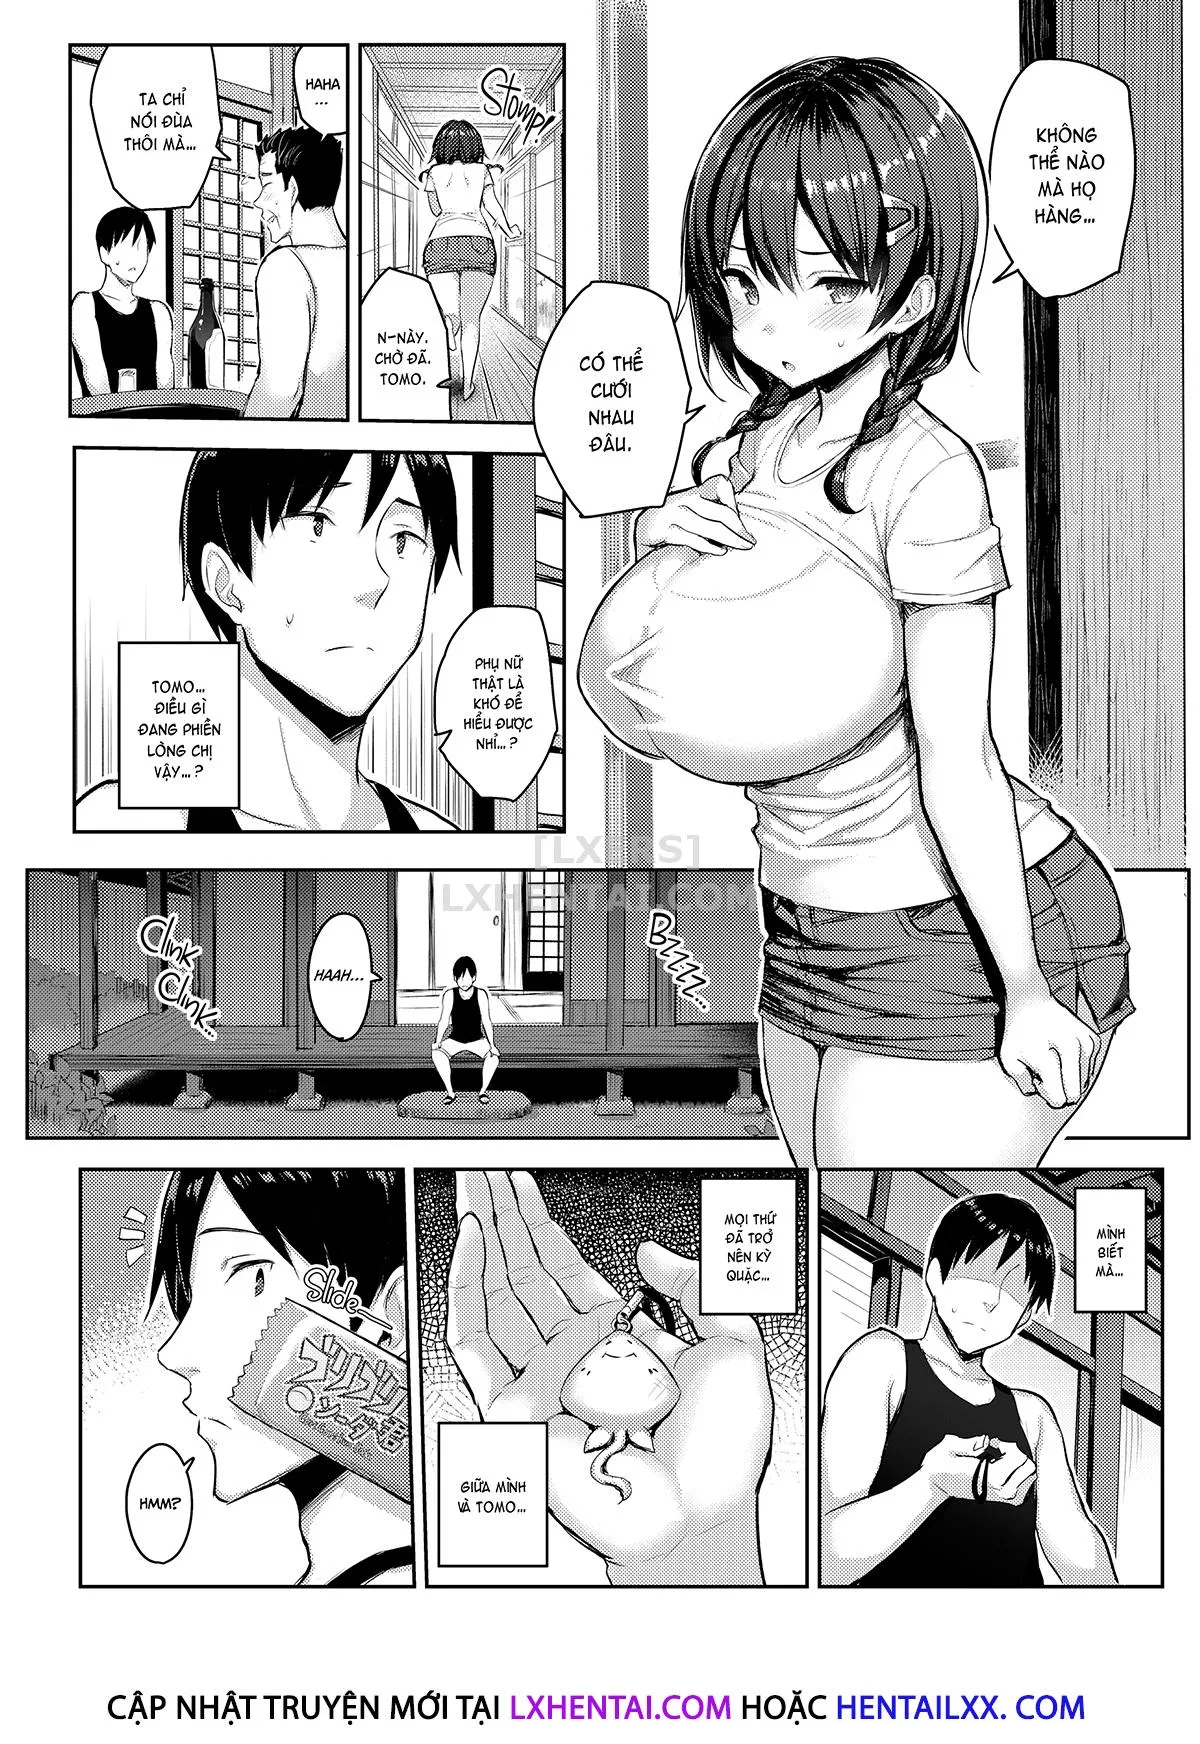 KHÔNG
THỂ NÀO
MÀ HỌ
HÀNG...
CÓ THỂ
CƯỚI
NHAU
ĐÂU.
Stomp!
N-NÀY.
CHỜ ĐÃ.
TOMO.
HAHA
...
TA CHỈ
NÓI ĐÙA
THÔI MÀ...
PHỤ NỮ
THẬT LÀ
KHÓ ĐỂ
HIỂU ĐƯỢC
NHỈ...?
TOMO...
ĐIỀU GÌ
ĐANG PHIỀN
LÒNG CHỊ
VẬY...?
[LX
S]
LXHENTAI.COM
Bzzzz...
HAAH...
Clink
Clink...
MÌNH
BIẾT
MÀ...
MỌI THỨ
ĐÃ TRỞ
NÊN KỲ
QUẶC...
GIỮA MÌNH
VÀ TOMO...
Slide-
HMM?
CẬP NHẬT TRUYỆN MỚI TẠI LXHENTAI.COM HOẶC HENTAILXX. COM